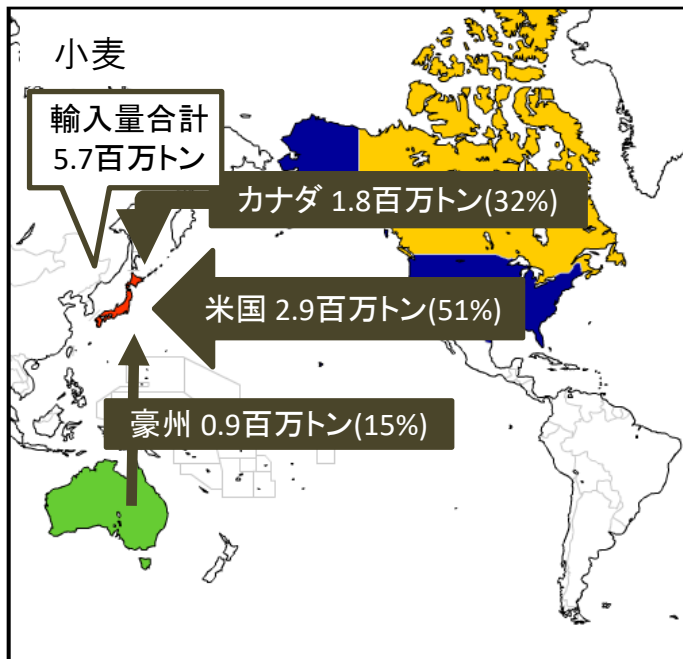 小麦
輸入量合計
5.7百万トン
カナダ 1.8百万トン(32%)
米国 2.9百万トン(51%)
豪州 0.9百万トン(15%)